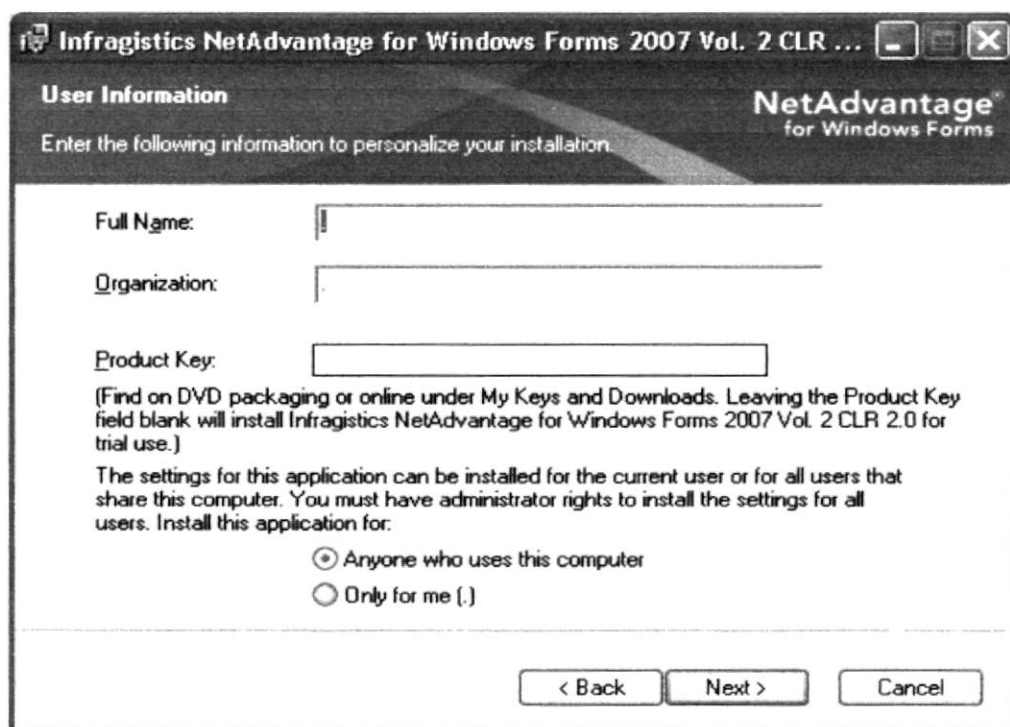 Infragistics NetAdvantage for Windows Forms 2007 Vol. 2 CLR ...
User Information
NetAdvantage®
for Windows Forms
Enter the following information to personalize your installation.
Full Name:
.
Organization:
.
Product Key:
(Find on DVD packaging or online under My Keys and Downloads. Leaving the Product Key
field blank will install Infragistics NetAdvantage for Windows Forms 2007 Vol. 2 CLR 2.0 for
trial use.)
The settings for this application can be installed for the current user or for all users that
share this computer. You must have administrator rights to install the settings for all
users. Install this application for:
Anyone who uses this computer
Only for me (.)
< Back
Next >
Cancel